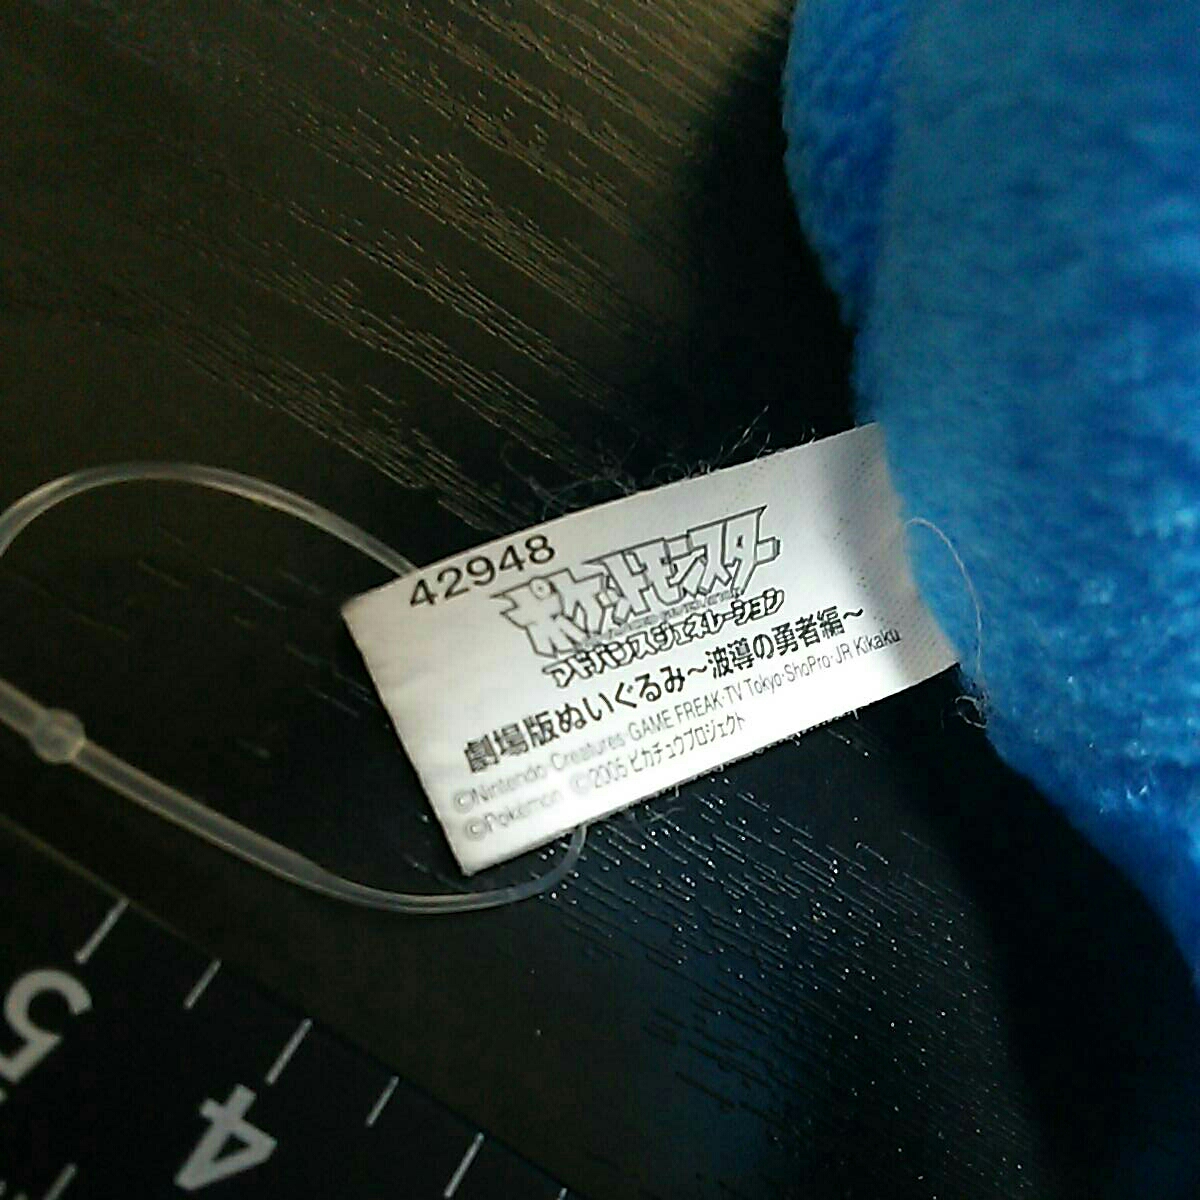 42948
ポケットモンスター
アドバンスジェネレーション
劇場版ぬいぐるみ～波導の勇者編～
©Nintendo・Creatures・GAME FREAK・TV Tokyo・ShoPro・JR Kikaku
©Pokémon ©2005 ピカチュウプロジェクト
5
4